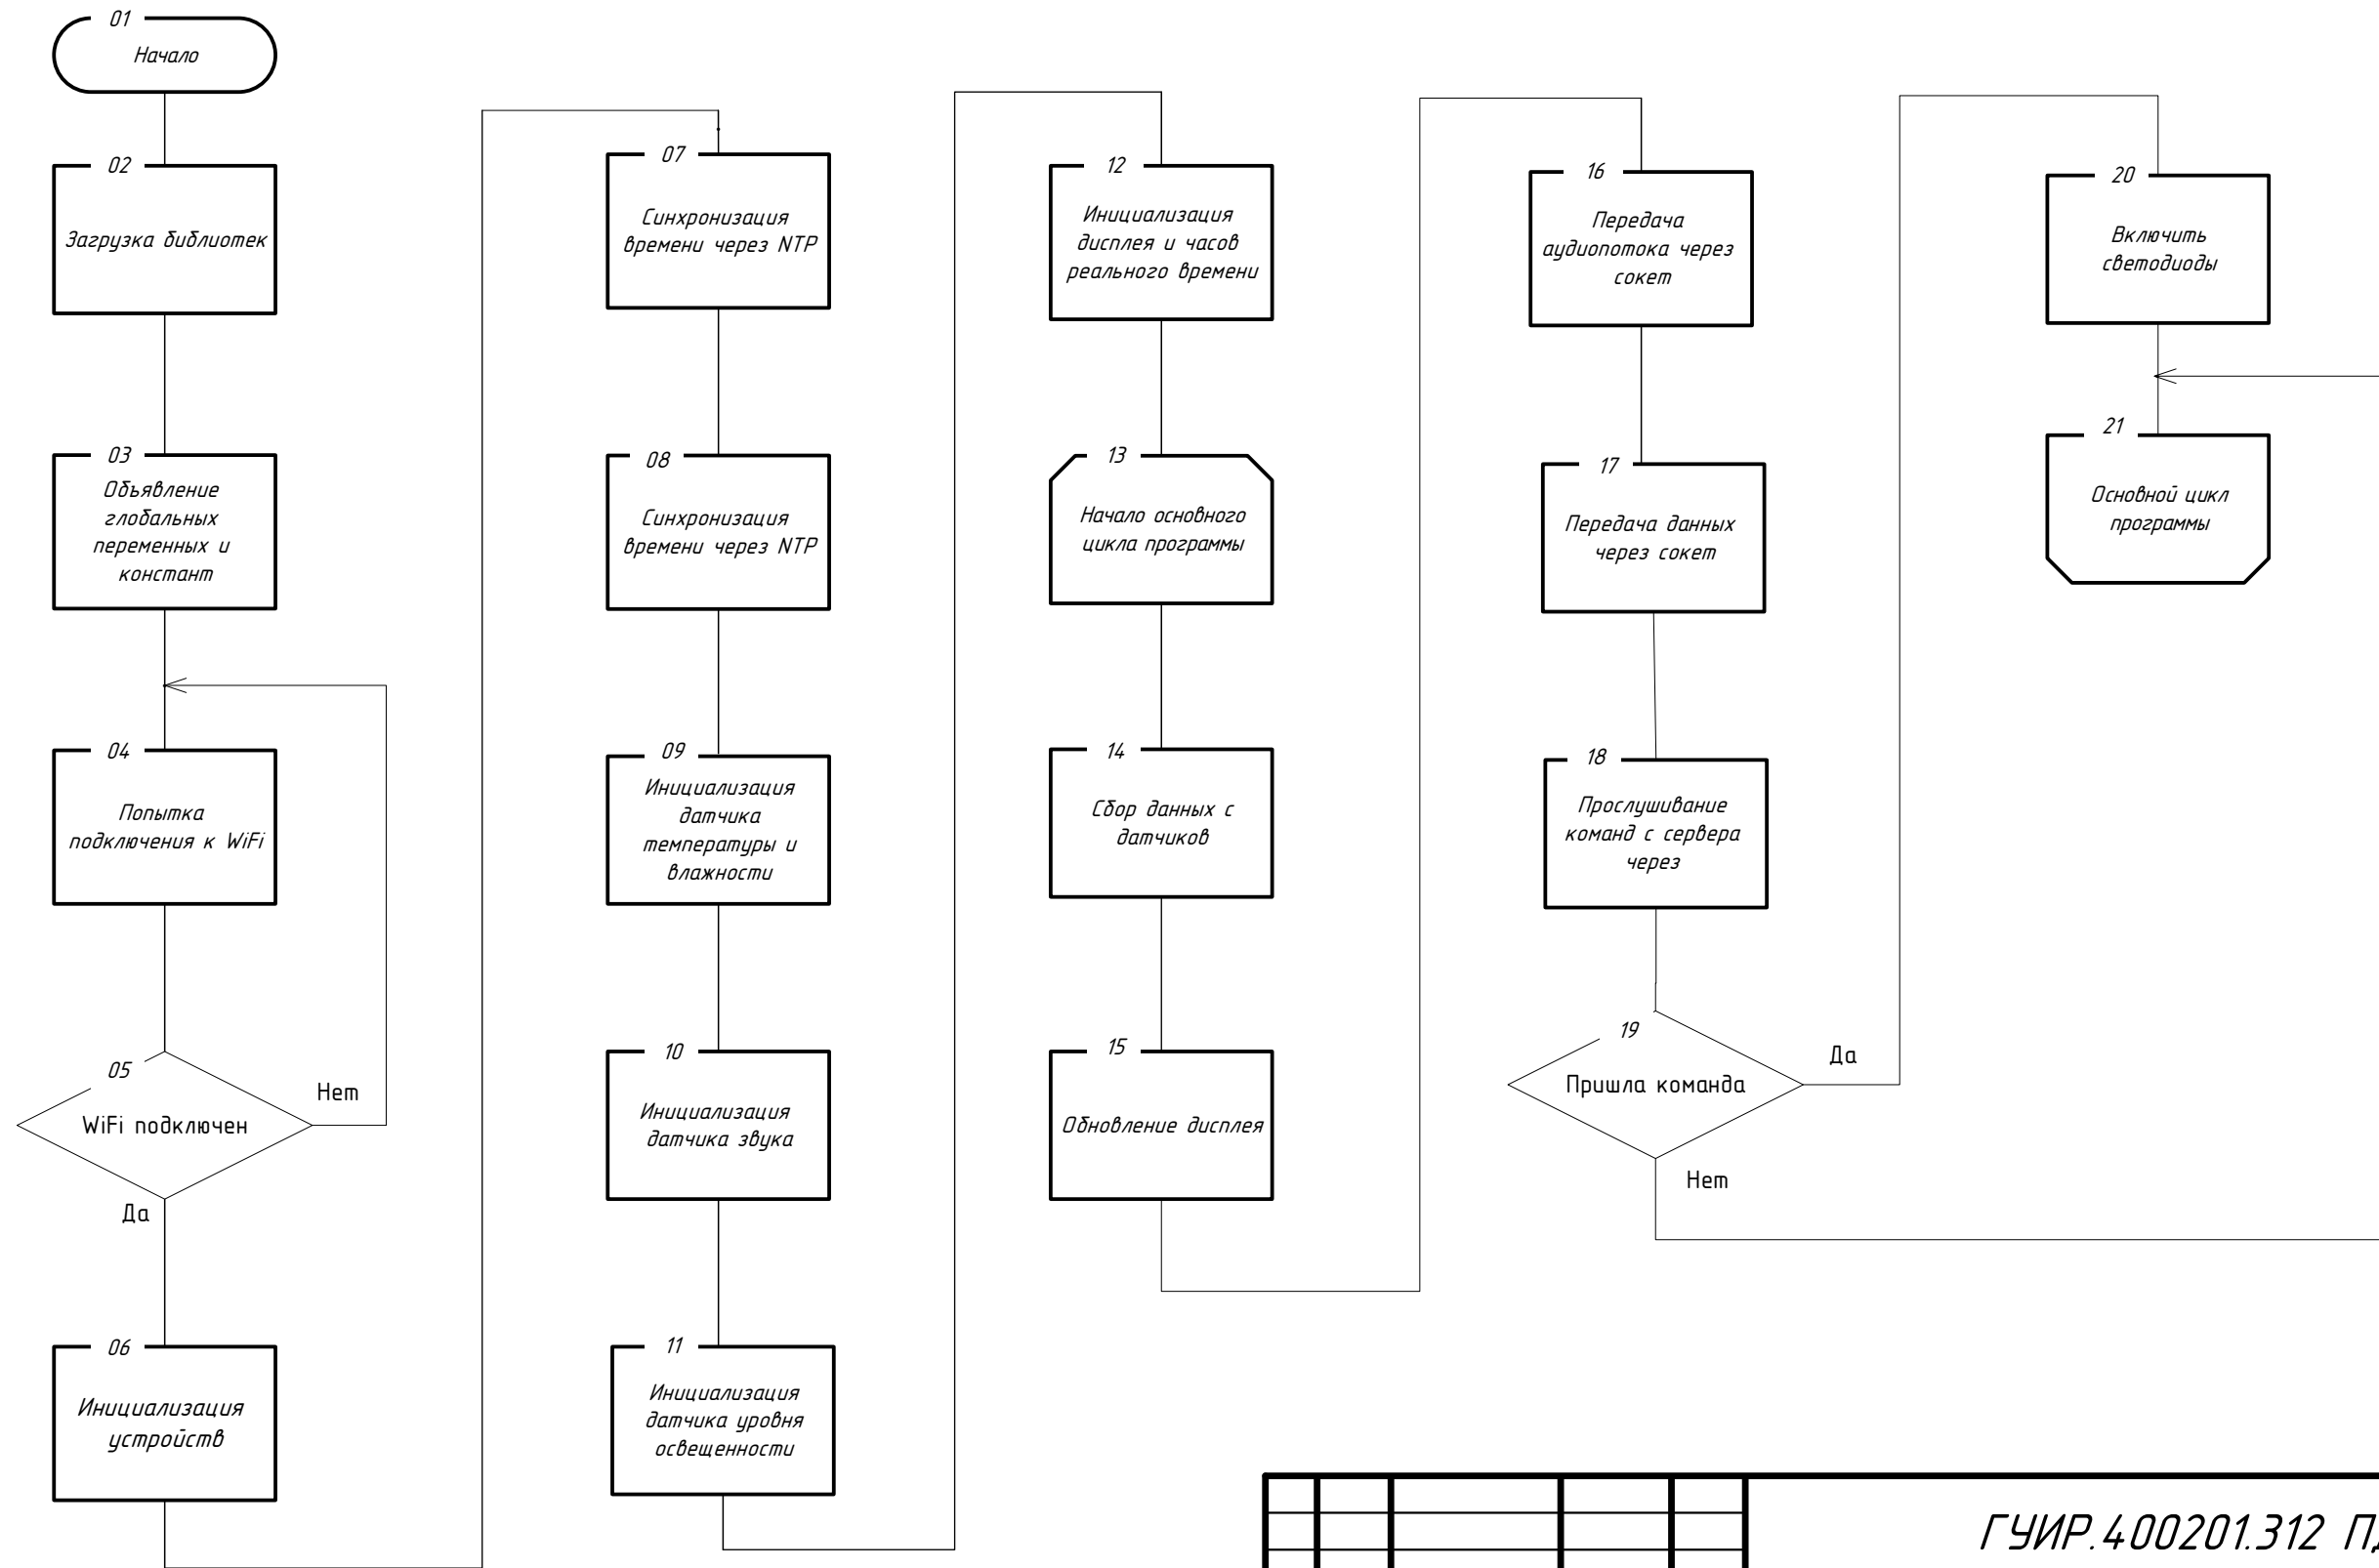 01
Начало
02
Загрузка библиотек
03
Объявление
глобальных
переменных и
констант
04
Попытка
подключения к WiFi
05
WiFi подключен
Нет
Да
06
Инициализация
устройств
07
Синхронизация
времени через NTP
08
Синхронизация
времени через NTP
09
Инициализация
датчика
температуры и
влажности
10
Инициализация
датчика звука
11
Инициализация
датчика уровня
освещенности
12
Инициализация
дисплея и часов
реального времени
13
Начало основного
цикла программы
14
Сбор данных с
датчиков
15
Обновление дисплея
16
Передача
аудиопотока через
сокет
17
Передача данных
через сокет
18
Прослушивание
команд с сервера
через
19
Пришла команда
Да
Нет
20
Включить
светодиоды
21
Основной цикл
программы
ГУИР.400201.312